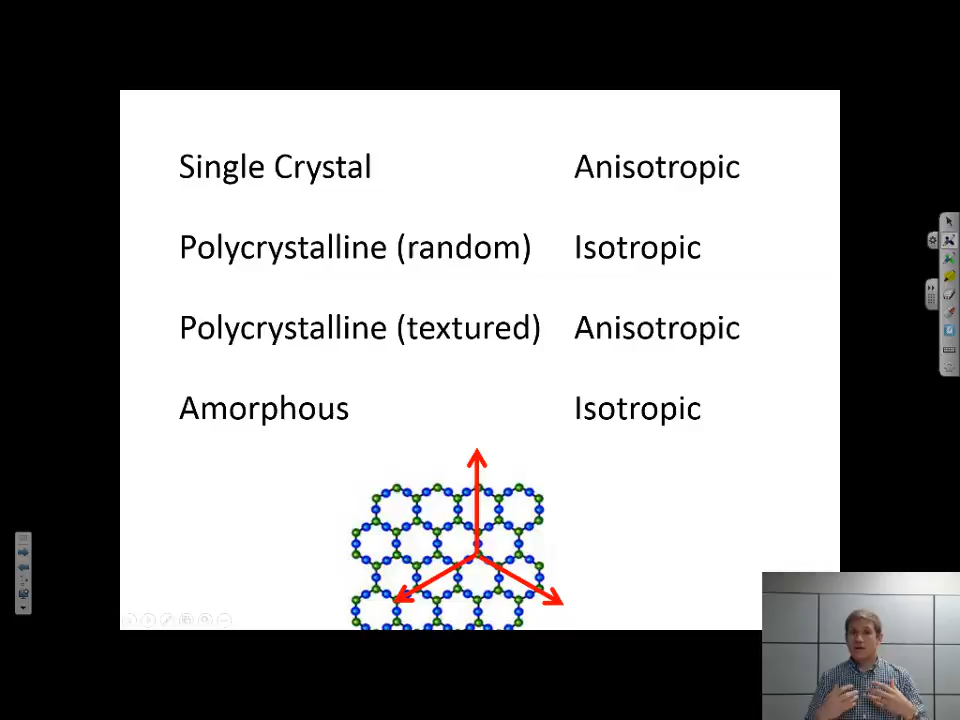 Single Crystal Anisotropic
Polycrystalline (random) Isotropic
Polycrystalline (textured) Anisotropic
Amorphous Isotropic